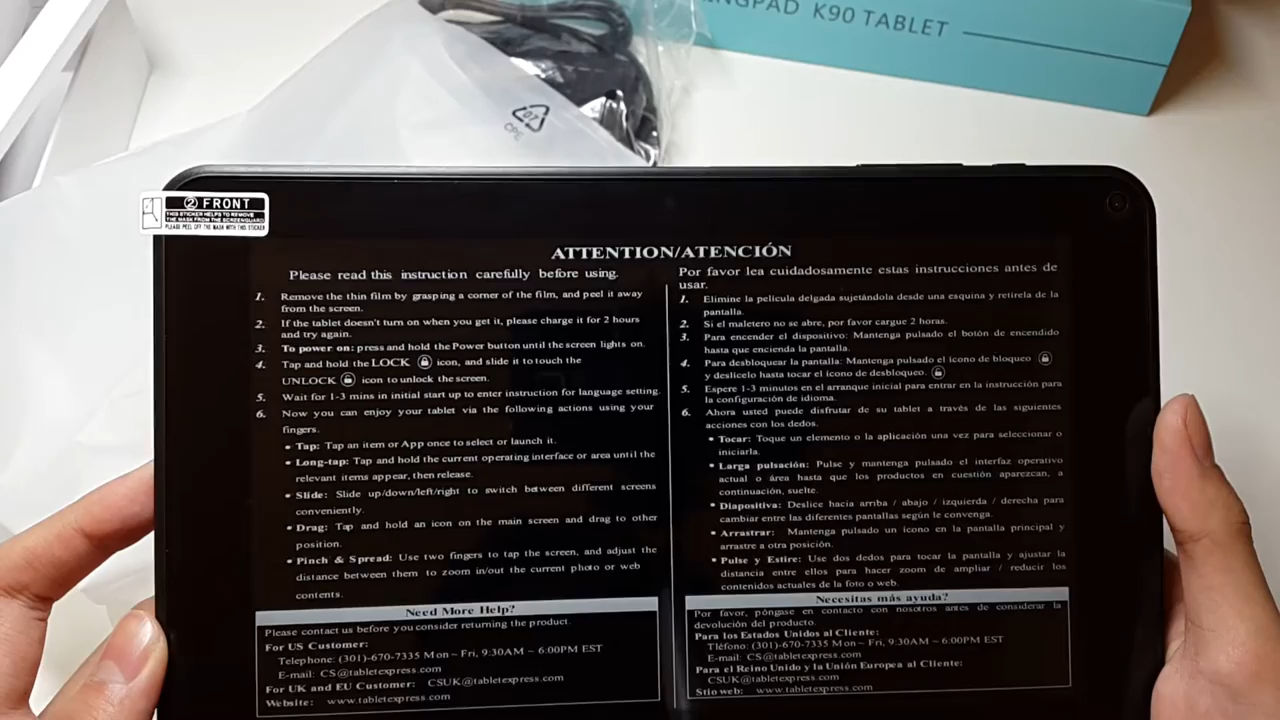 NGPAD K90 TABLET
07
CPE
② FRONT
THIS STICKER HELPS TO REMOVE
THE MASK FROM THE SCREENGUARD
PLEASE PEEL OFF THE MASK WITH THIS STICKER
ATTENTION/ATENCIÓN
Please read this instruction carefully before using.
1. Remove the thin film by grasping a corner of the film, and peel it away
from the screen.
2. If the tablet doesn't turn on when you get it, please charge it for 2 hours
and try again.
3. To power on: press and hold the Power button until the screen lights on.
4. Tap and hold the LOCK icon, and slide it to touch the
UNLOCK icon to unlock the screen.
5. Wait for 1-3 mins in initial start up to enter instruction for language setting.
6. Now you can enjoy your tablet via the following actions using your
fingers.
• Tap: Tap an item or App once to select or launch it.
• Long-tap: Tap and hold the current operating interface or area until the
relevant items appear, then release.
• Slide: Slide up/down/left/right to switch between different screens
conveniently.
• Drag: Tap and hold an icon on the main screen and drag to other
position.
• Pinch & Spread: Use two fingers to tap the screen, and adjust the
distance between them to zoom in/out the current photo or web
contents.
Need More Help?
Please contact us before you consider returning the product.
For US Customer:
Telephone: (301)-670-7335 Mon~ Fri, 9:30AM ~ 6:00PM EST
E-mail: CS@tabletexpress.com
For UK and EU Customer: CSUK@tabletexpress.com
Website: www.tabletexpress.com
Por favor lea cuidadosamente estas instrucciones antes de
usar.
1. Elimine la película delgada sujetándola desde una esquina y retírela de la
pantalla.
2. Si el maletero no se abre, por favor cargue 2 horas.
3. Para encender el dispositivo: Mantenga pulsado el botón de encendido
hasta que encienda la pantalla.
4. Para desbloquear la pantalla: Mantenga pulsado el ícono de bloqueo
y deslícelo hasta tocar el ícono de desbloqueo.
5. Espere 1-3 minutos en el arranque inicial para entrar en la instrucción para
la configuración de idioma.
6. Ahora usted puede disfrutar de su tablet a través de las siguientes
acciones con los dedos.
• Tocar: Toque un elemento o la aplicación una vez para seleccionar o
iniciarla.
• Larga pulsación: Pulse y mantenga pulsado el interfaz operativo
actual o área hasta que los productos en cuestión aparezcan, a
continuación, suelte.
• Diapositiva: Deslice hacia arriba / abajo / izquierda / derecha para
cambiar entre las diferentes pantallas según le convenga.
• Arrastrar: Mantenga pulsado un ícono en la pantalla principal y
arrastre a otra posición.
• Pulse y Estire: Use dos dedos para tocar la pantalla y ajustar la
distancia entre ellos para hacer zoom de ampliar / reducir los
contenidos actuales de la foto o web.
Necesitas más ayuda?
Por favor, póngase en contacto con nosotros antes de considerar la
devolución del producto.
Para los Estados Unidos al Cliente:
Tléfono: (301)-670-7335 Mon~ Fri, 9:30AM ~ 6:00PM EST
E-mail: CS@tabletexpress.com
Para el Reino Unido y la Unión Europea al Cliente:
CSUK@tabletexpress.com
Stio web: www.tabletexpress.com